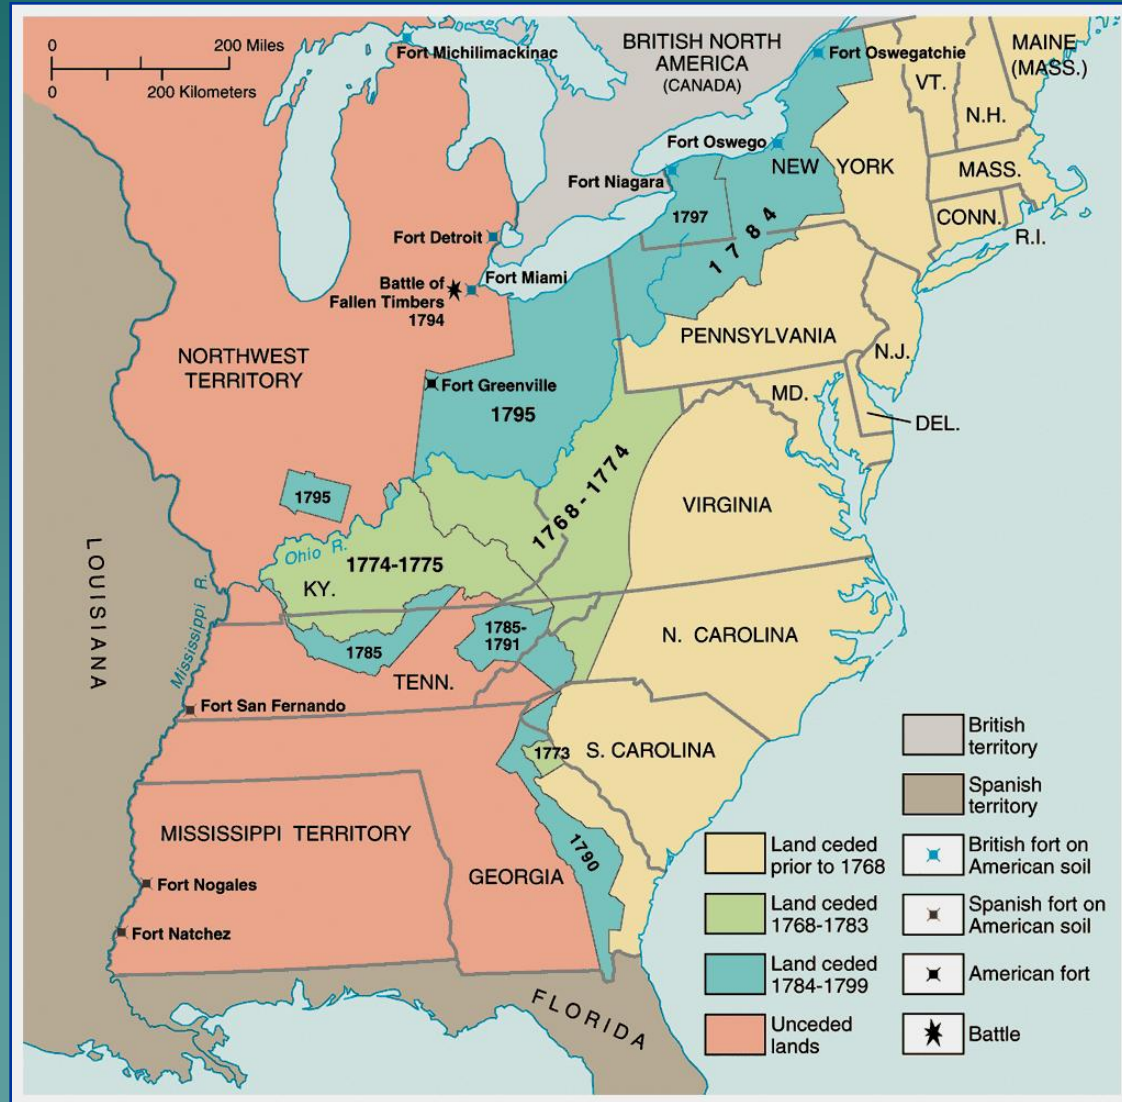 0
200 Miles
0
200 Kilometers
Fort Michilimackinac
BRITISH NORTH
AMERICA
(CANADA)
Fort Oswegatchie
MAINE
(MASS.)
VT.
N.H.
Fort Oswego
NEW YORK
MASS.
Fort Niagara
CONN.
R.I.
1797
1784
Fort Detroit
Fort Miami
Battle of
Fallen Timbers
1794
PENNSYLVANIA
N.J.
NORTHWEST
TERRITORY
Fort Greenville
1795
MD.
DEL.
1768-1774
1795
VIRGINIA
LOUISIANA
Ohio R.
1774-1775
KY.
Mississippi R.
1785-
1791
1785
N. CAROLINA
TENN.
Fort San Fernando
1773
S. CAROLINA
MISSISSIPPI TERRITORY
1790
GEORGIA
Fort Nogales
Fort Natchez
FLORIDA
British
territory
Spanish
territory
Land ceded
prior to 1768
British fort on
American soil
Land ceded
1768-1783
Spanish fort on
American soil
Land ceded
1784-1799
American fort
Unceded
lands
Battle